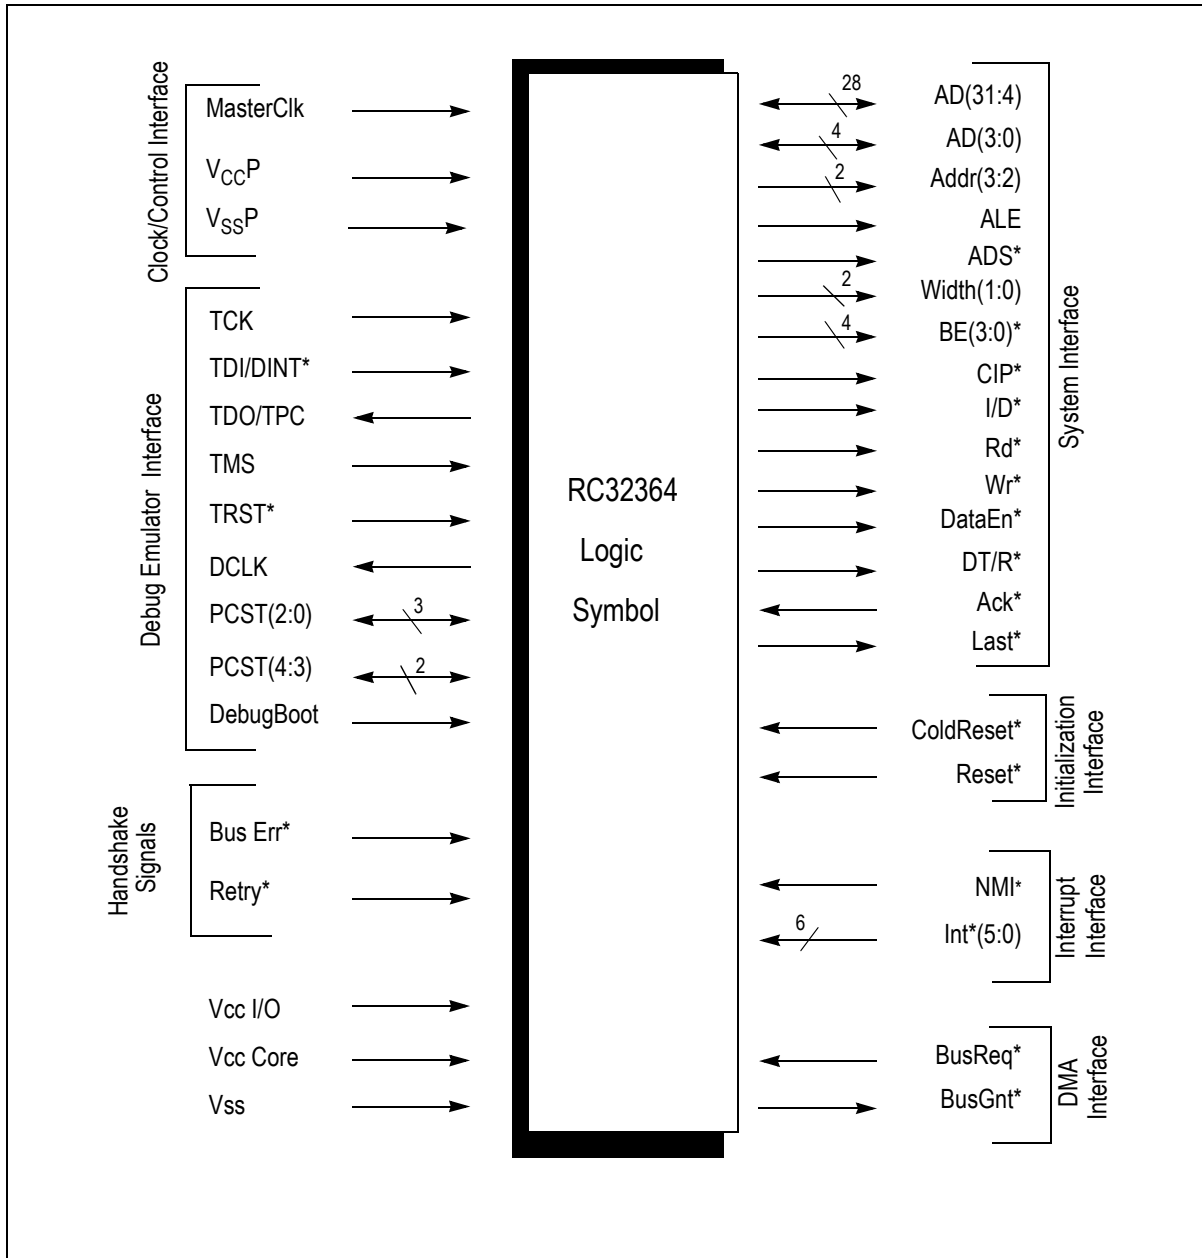 Clock/Control Interface
MasterClk
VCCP
VSSP
Debug Emulator Interface
TCK
TDI/DINT*
TDO/TPC
TMS
TRST*
DCLK
PCST(2:0)
3
PCST(4:3)
2
DebugBoot
Handshake
Signals
Bus Err*
Retry*
Vcc I/O
Vcc Core
Vss
RC32364
Logic
Symbol
28
AD(31:4)
4
AD(3:0)
2
Addr(3:2)
ALE
ADS*
2
Width(1:0)
4
BE(3:0)*
CIP*
I/D*
Rd*
Wr*
DataEn*
DT/R*
Ack*
Last*
System Interface
ColdReset*
Reset*
Initialization
Interface
NMI*
6
Int*(5:0)
Interrupt
Interface
BusReq*
BusGnt*
DMA
Interface